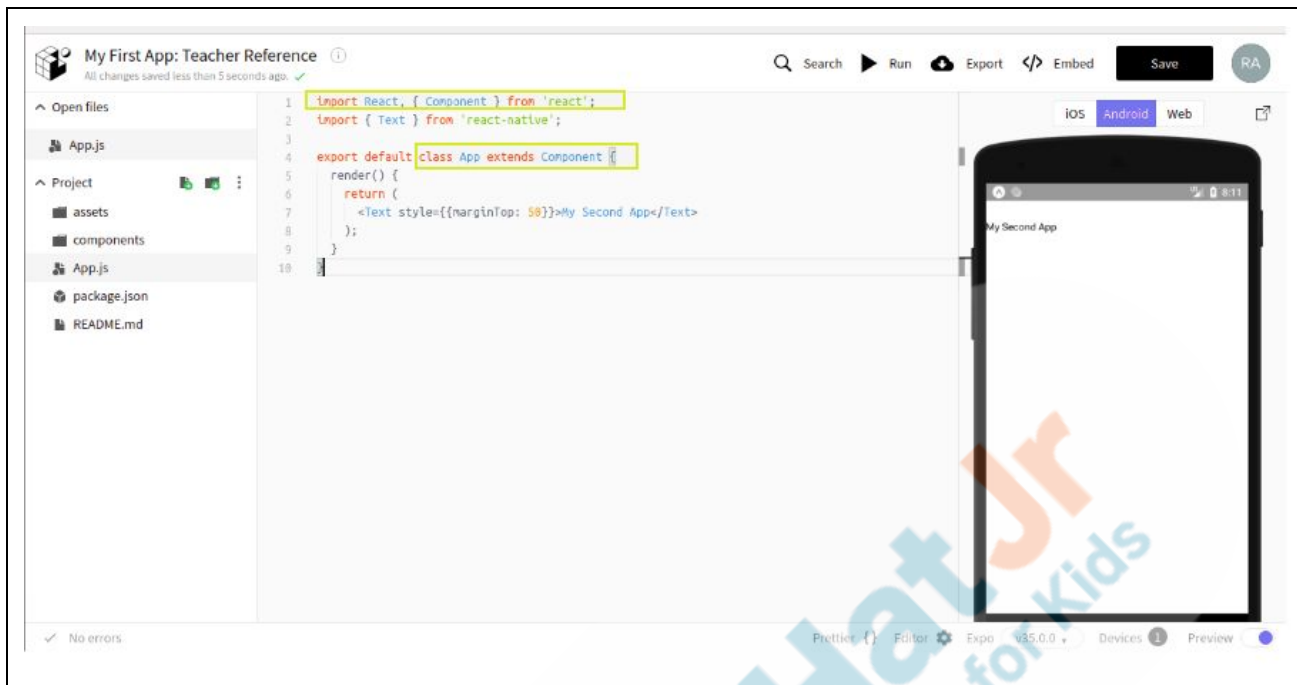 My First App: Teacher Reference
All changes saved less than 5 seconds ago.
Search Run Export </> Embed Save RA
Open files
App.js
Project
assets
components
App.js
package.json
README.md
1 import React, { Component } from 'react';
2 import { Text } from 'react-native';
3
4 export default class App extends Component {
5 render() {
6 return (
7 <Text style={{marginTop: 50}}>My Second App</Text>
8 );
9 }
10 }
iOS Android Web
8:11
My Second App
No errors
Prettier {} Editor Expo v35.0.0 Devices 1 Preview
Hat Jr
for Kids